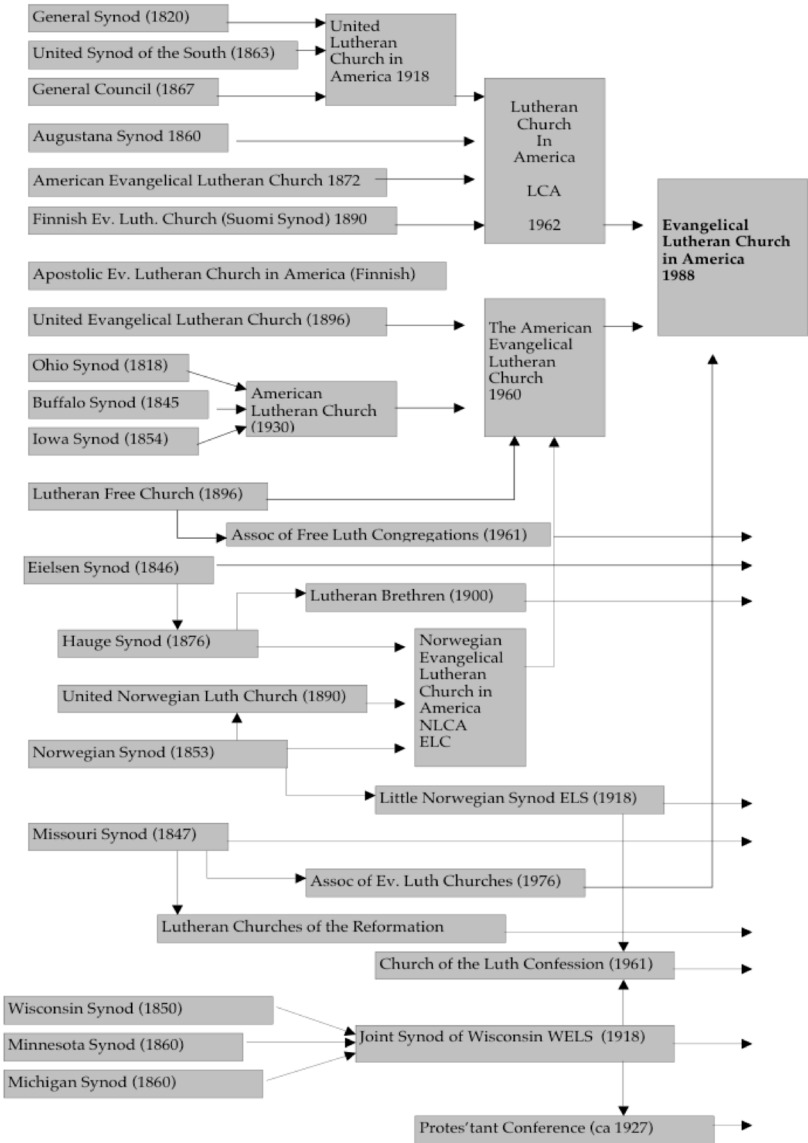 General Synod (1820)
United Synod of the South (1863)
General Council (1867
United
Lutheran
Church in
America 1918
Augustana Synod 1860
American Evangelical Lutheran Church 1872
Finnish Ev. Luth. Church (Suomi Synod) 1890
Lutheran
Church
In
America
LCA
1962
Evangelical
Lutheran Church
in America
1988
Apostolic Ev. Lutheran Church in America (Finnish)
United Evangelical Lutheran Church (1896)
Ohio Synod (1818)
Buffalo Synod (1845
Iowa Synod (1854)
American
Lutheran Church
(1930)
The American
Evangelical
Lutheran
Church
1960
Lutheran Free Church (1896)
Assoc of Free Luth Congregations (1961)
Eielsen Synod (1846)
Lutheran Brethren (1900)
Hauge Synod (1876)
United Norwegian Luth Church (1890)
Norwegian Synod (1853)
Norwegian
Evangelical
Lutheran
Church in
America
NLCA
ELC
Little Norwegian Synod ELS (1918)
Missouri Synod (1847)
Assoc of Ev. Luth Churches (1976)
Lutheran Churches of the Reformation
Church of the Luth Confession (1961)
Wisconsin Synod (1850)
Minnesota Synod (1860)
Michigan Synod (1860)
Joint Synod of Wisconsin WELS (1918)
Protes'tant Conference (ca 1927)